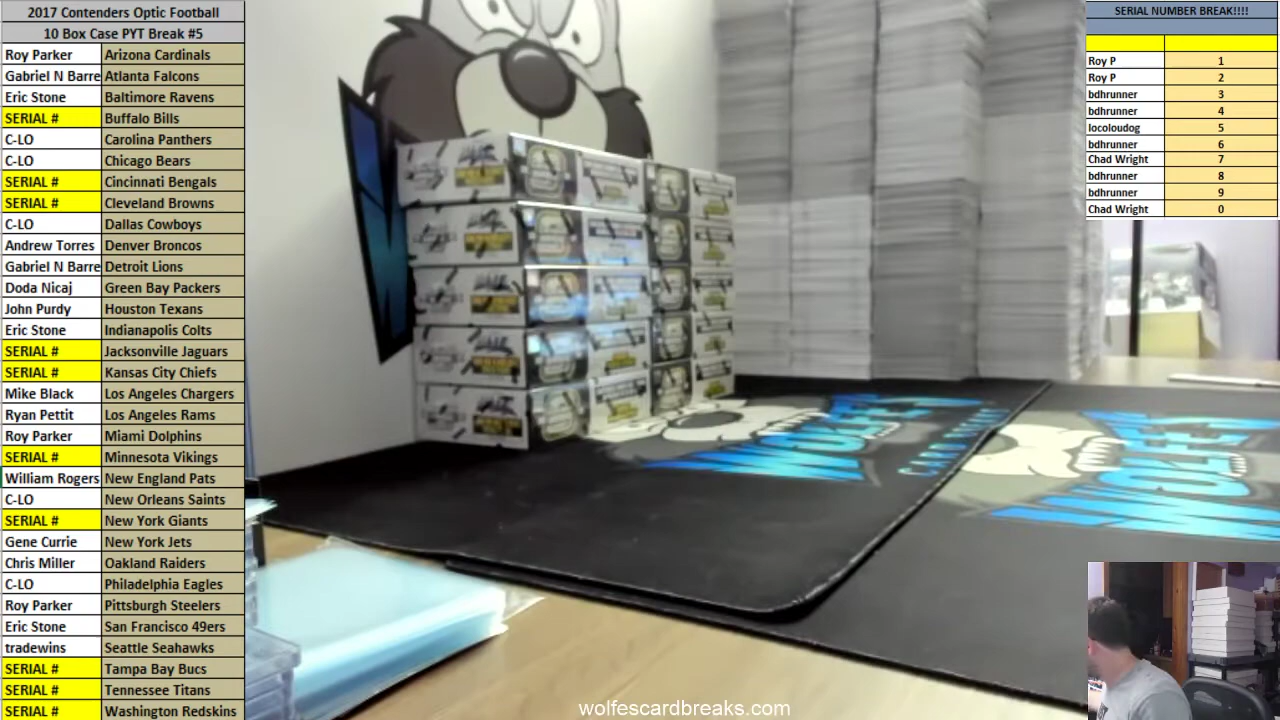 2017 Contenders Optic Football
10 Box Case PYT Break #5
Roy Parker Arizona Cardinals
Gabriel N Barre Atlanta Falcons
Eric Stone Baltimore Ravens
SERIAL # Buffalo Bills
C-LO Carolina Panthers
C-LO Chicago Bears
SERIAL # Cincinnati Bengals
SERIAL # Cleveland Browns
C-LO Dallas Cowboys
Andrew Torres Denver Broncos
Gabriel N Barre Detroit Lions
Doda Nicaj Green Bay Packers
John Purdy Houston Texans
Eric Stone Indianapolis Colts
SERIAL # Jacksonville Jaguars
SERIAL # Kansas City Chiefs
Mike Black Los Angeles Chargers
Ryan Pettit Los Angeles Rams
Roy Parker Miami Dolphins
SERIAL # Minnesota Vikings
William Rogers New England Pats
C-LO New Orleans Saints
SERIAL # New York Giants
Gene Currie New York Jets
Chris Miller Oakland Raiders
C-LO Philadelphia Eagles
Roy Parker Pittsburgh Steelers
Eric Stone San Francisco 49ers
tradewins Seattle Seahawks
SERIAL # Tampa Bay Bucs
SERIAL # Tennessee Titans
SERIAL # Washington Redskins
SERIAL NUMBER BREAK!!!!
Roy P 1
Roy P 2
bdhrunner 3
bdhrunner 4
locoloudog 5
bdhrunner 6
Chad Wright 7
bdhrunner 8
bdhrunner 9
Chad Wright 0
WOLFE'S
CARD BREAKS
WOLFE'S
wolfescardbreaks.com